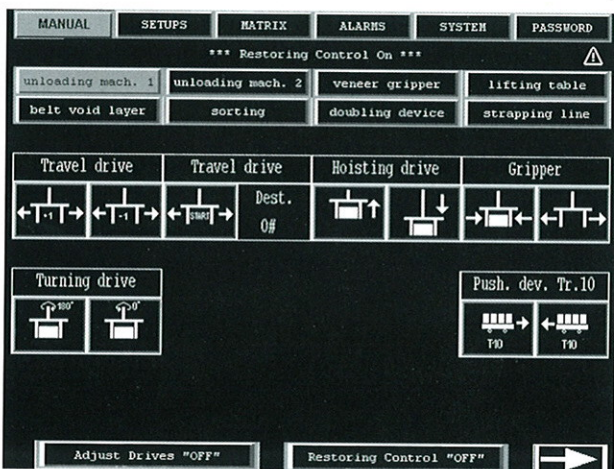 MANUAL SETUPS MATRIX ALARMS SYSTEM PASSWORD
*** Restoring Control On ***
unloading mach. 1 unloading mach. 2 veneer gripper lifting table
belt void layer sorting doubling device strapping line
Travel drive Travel drive Hoisting drive Gripper
+1 -1 START Dest.
0#
Turning drive Push. dev. Tr.10
180° 0°
T10 T10
Adjust Drives "OFF" Restoring Control "OFF"